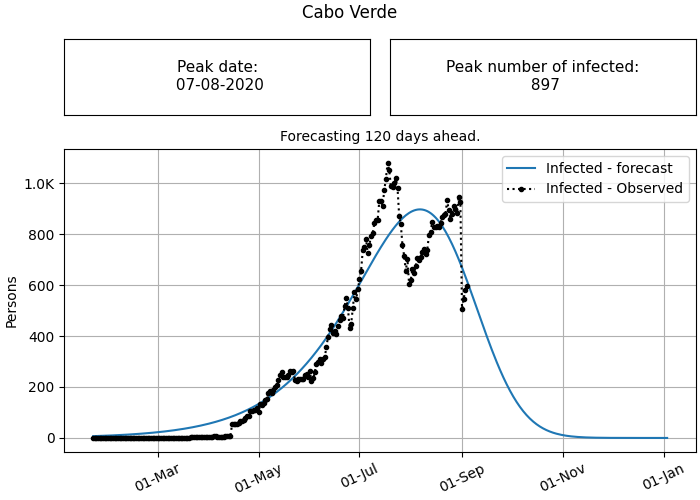 Cabo Verde
Peak date:
07-08-2020
Peak number of infected:
897
Forecasting 120 days ahead.
Infected - forecast
Infected - Observed
Persons
1.0K
800
600
400
200
0
01-Mar
01-May
01-Jul
01-Sep
01-Nov
01-Jan